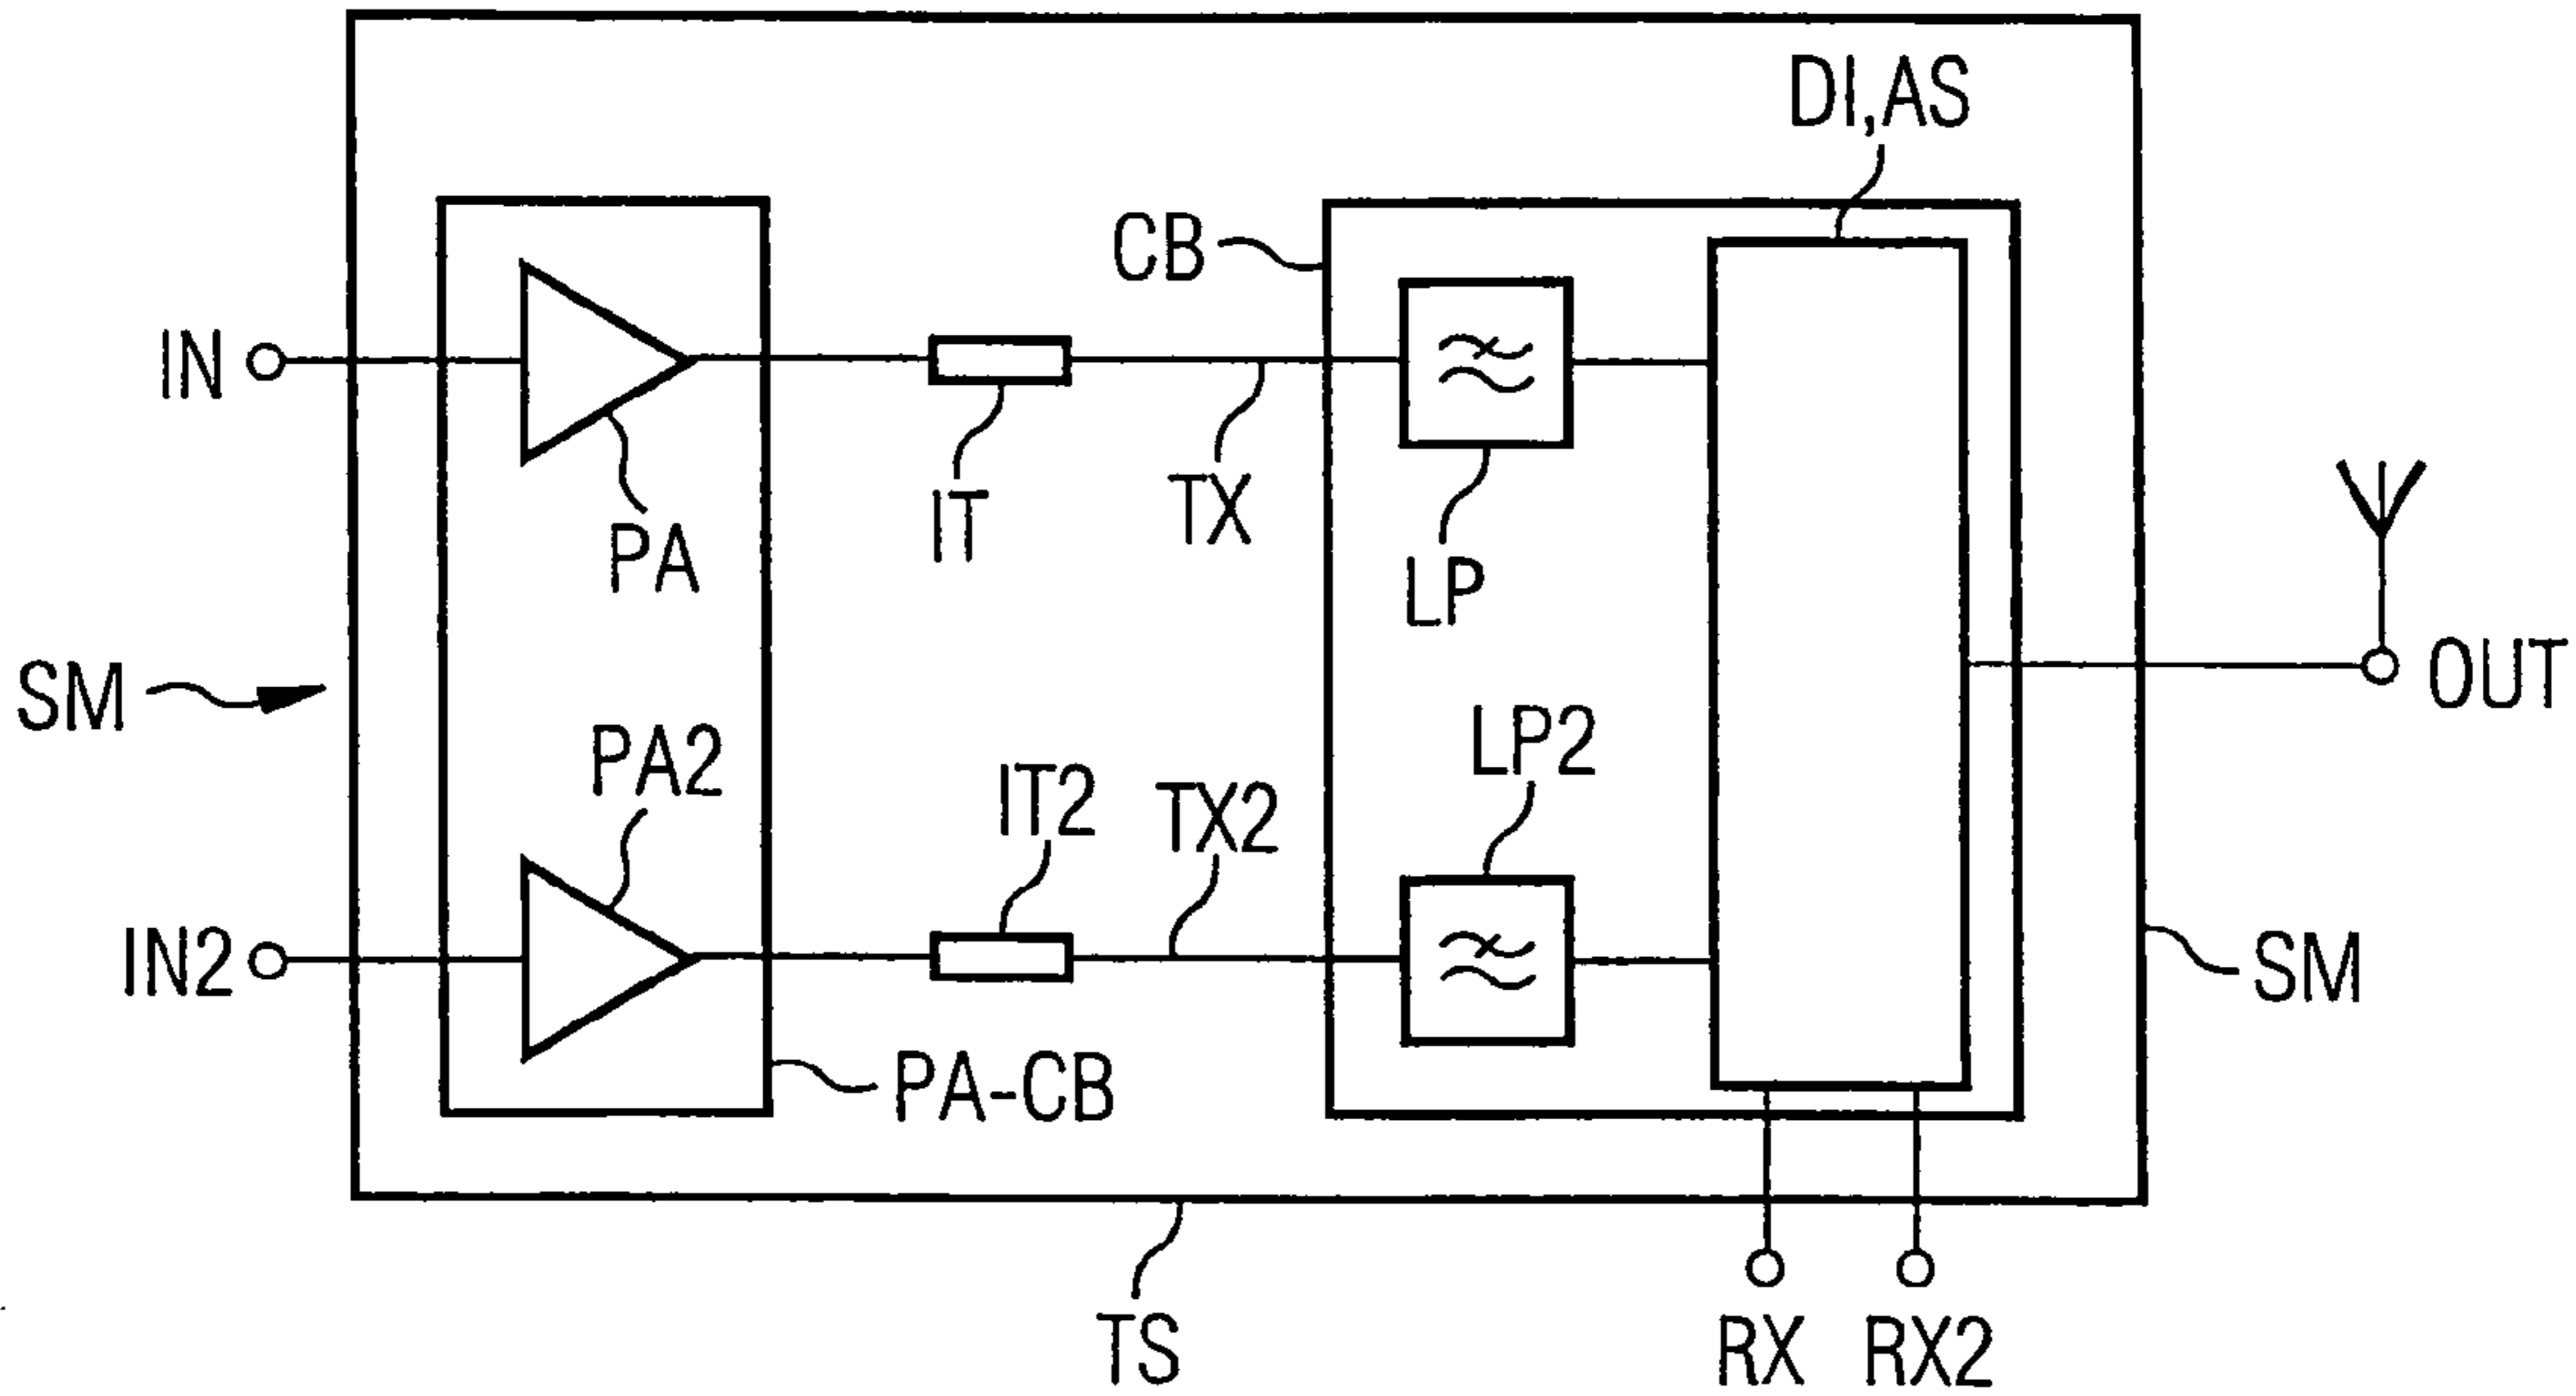 DI,AS
CB
IN
IT
TX
PA
LP
SM
OUT
LP2
PA2
IT2
TX2
IN2
SM
PA-CB
TS
RX
RX2